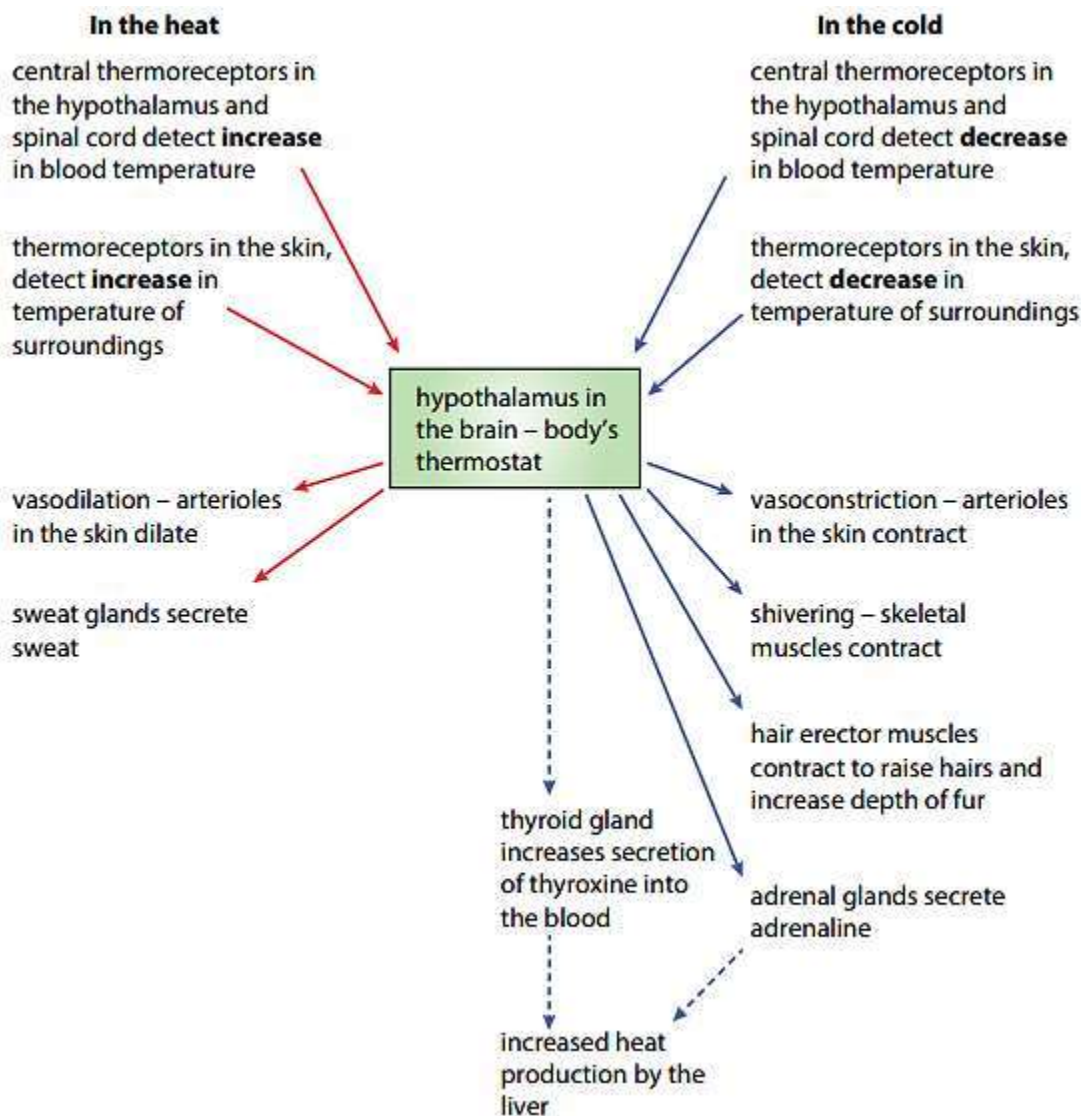 In the heat
central thermoreceptors in
the hypothalamus and
spinal cord detect increase
in blood temperature
thermoreceptors in the skin,
detect increase in
temperature of
surroundings
In the cold
central thermoreceptors in
the hypothalamus and
spinal cord detect decrease
in blood temperature
thermoreceptors in the skin,
detect decrease in
temperature of surroundings
hypothalamus in
the brain – body's
thermostat
vasodilation – arterioles
in the skin dilate
sweat glands secrete
sweat
vasoconstriction – arterioles
in the skin contract
shivering – skeletal
muscles contract
hair erector muscles
contract to raise hairs and
increase depth of fur
thyroid gland
increases secretion
of thyroxine into
the blood
adrenal glands secrete
adrenaline
increased heat
production by the
liver